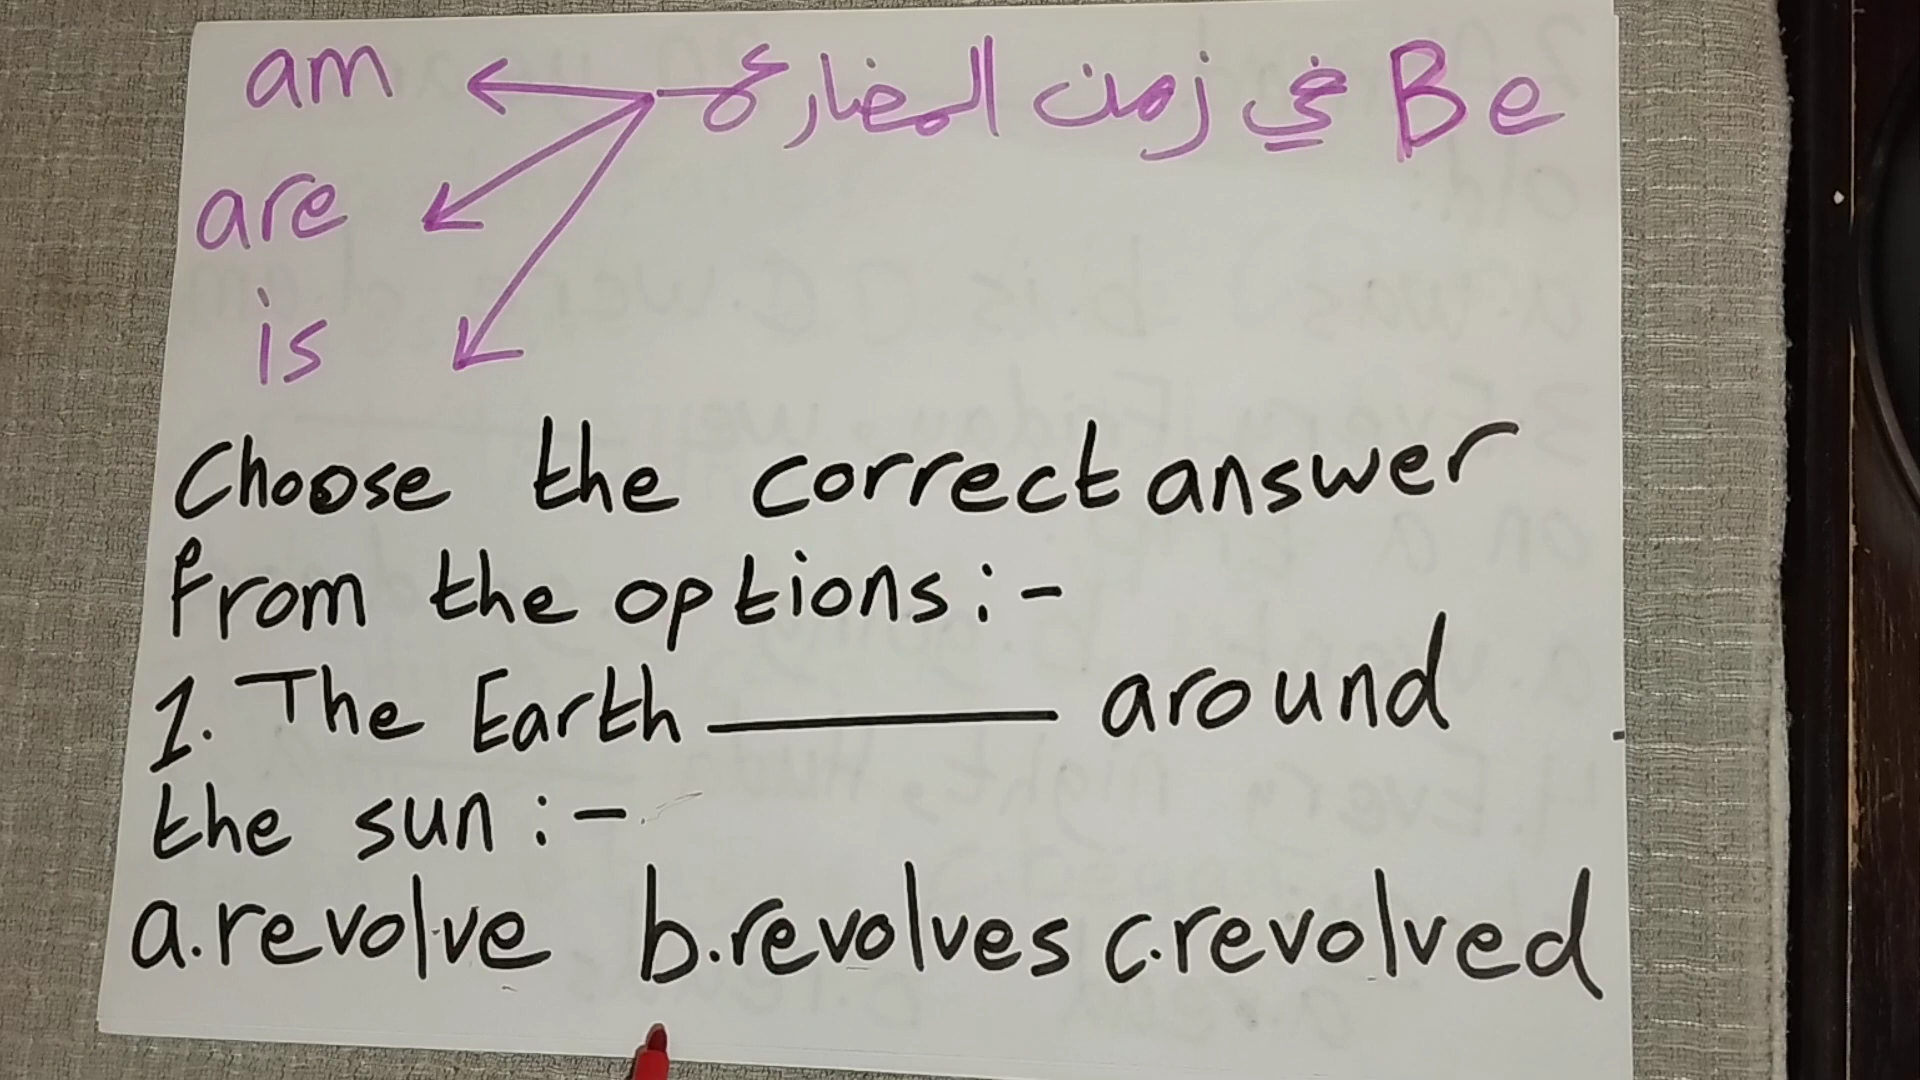 Be في زمن المضارع
am
are
is
Choose the correct answer
from the options:-
1. The Earth ______ around
the sun:-
a.revolve b.revolves c.revolved